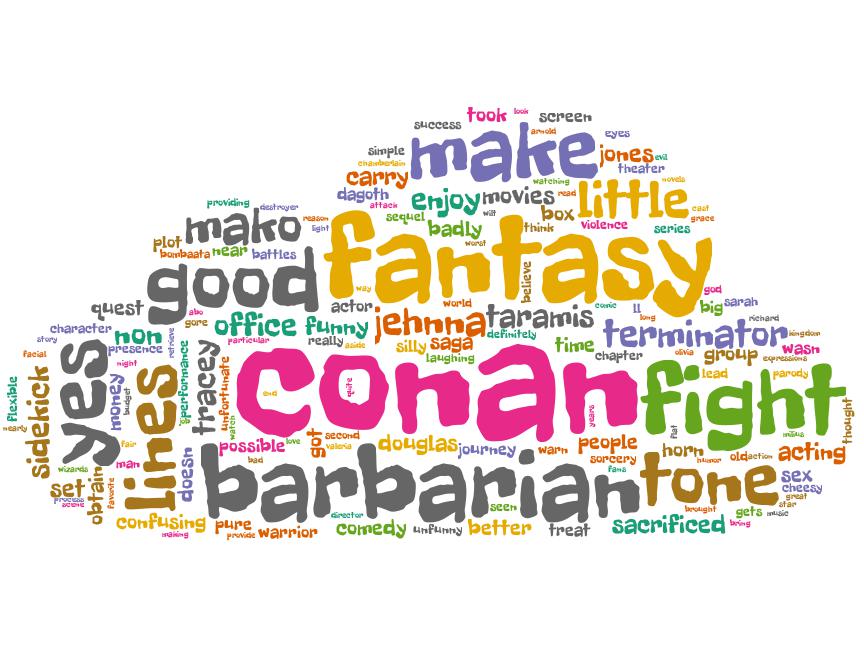 took look screen
success arnold eyes
simple make jones evil
chamberlain theater
carry watching read novels
dagoth enjoy movies little cast
providing destroyer attack box grace
mako reason sequel wilt badly think violence series
plot light fantasy
bombaata near battles worst
good way believe god
quest abo actor world comic ll big sarah
character gore office funny jehnna taramis long richard
story non particular really aside definitely time terminator kingdom
presence retrieve silly saga chapter olivia group wasn
facial night laughing expressions
flexible sidekick yes money budget lines performance tracey unfortunate conan fight lead parody
end quite years
nearly fair watch possible love got second douglas journey warn people flat milius thought
valeria sorcery horn humor old action acting
wizards man doesn bad barbarian fans tone sex
set obtain favorite seen cheesy
process great
scene director brought gets star
confusing pure comedy unfunny better treat sacrificed music
making provide warrior bring